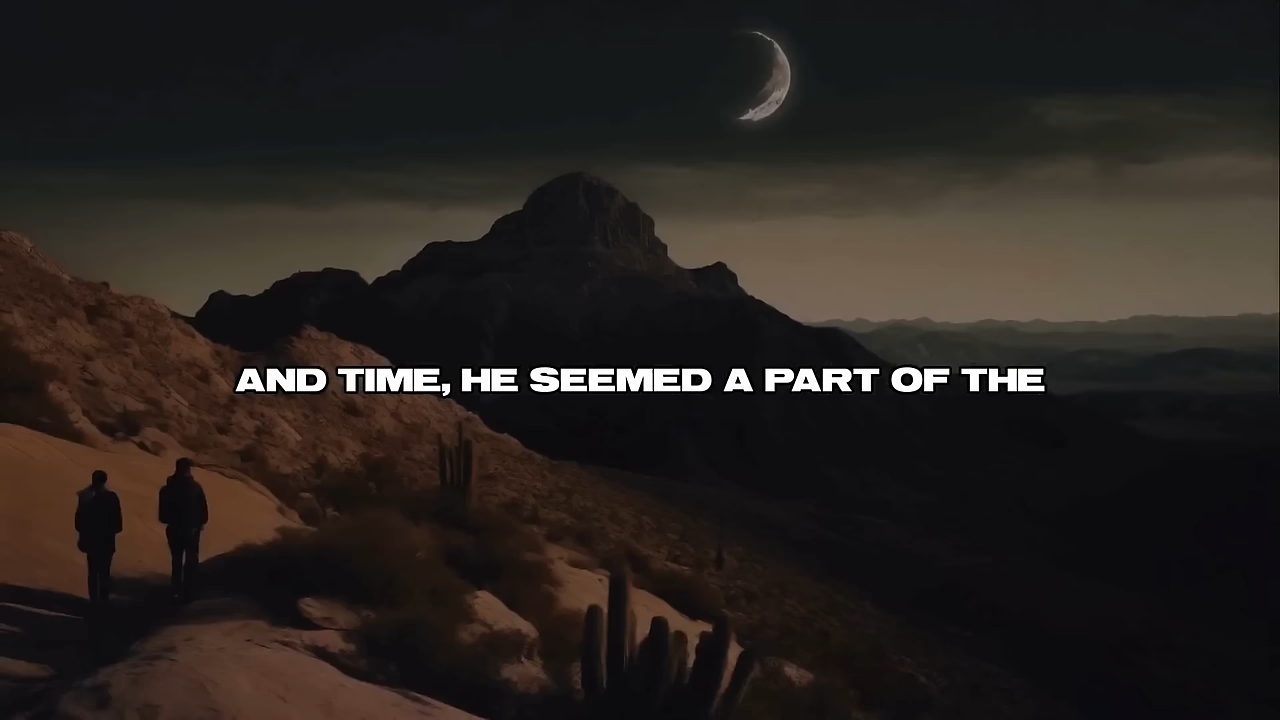 AND TIME, HE SEEMED A PART OF THE